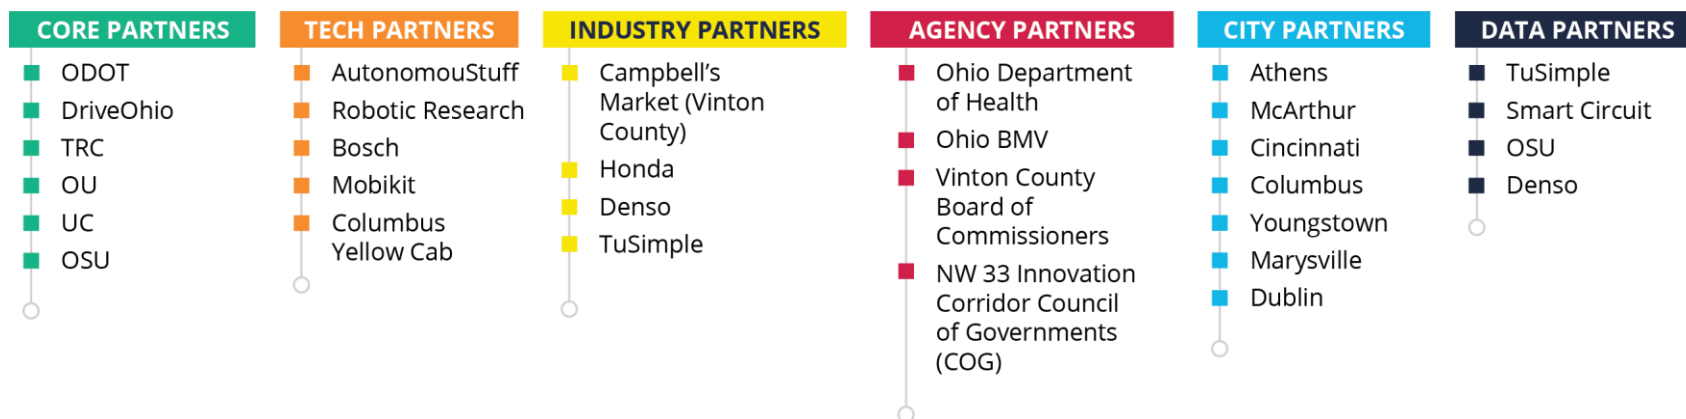 CORE PARTNERS
ODOT
DriveOhio
TRC
OU
UC
OSU
TECH PARTNERS
AutonomouStuff
Robotic Research
Bosch
Mobikit
Columbus
Yellow Cab
INDUSTRY PARTNERS
Campbell’s
Market (Vinton
County)
Honda
Denso
TuSimple
AGENCY PARTNERS
Ohio Department
of Health
Ohio BMV
Vinton County
Board of
Commissioners
NW 33 Innovation
Corridor Council
of Governments
(COG)
CITY PARTNERS
Athens
McArthur
Cincinnati
Columbus
Youngstown
Marysville
Dublin
DATA PARTNERS
TuSimple
Smart Circuit
OSU
Denso